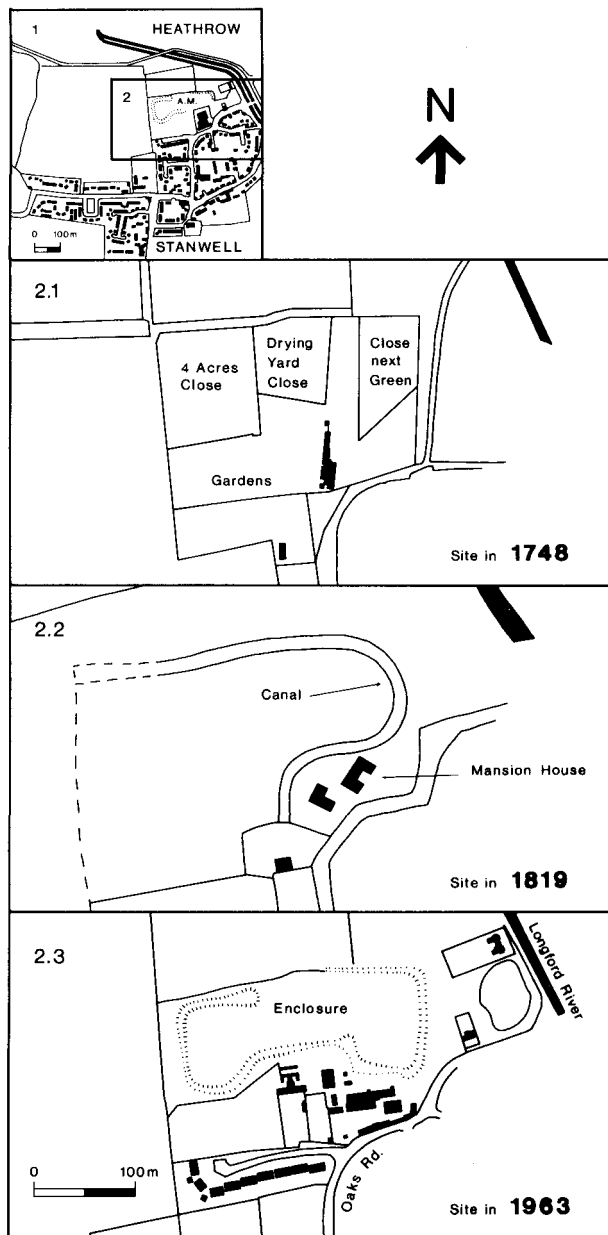 1
HEATHROW
2
A.M.
0 100m
STANWELL
N
2.1
4 Acres
Close
Drying
Yard
Close
Close
next
Green
Gardens
Site in 1748
2.2
Canal
Mansion House
Site in 1819
2.3
Longford River
Enclosure
0 100m
Oaks Rd.
Site in 1963